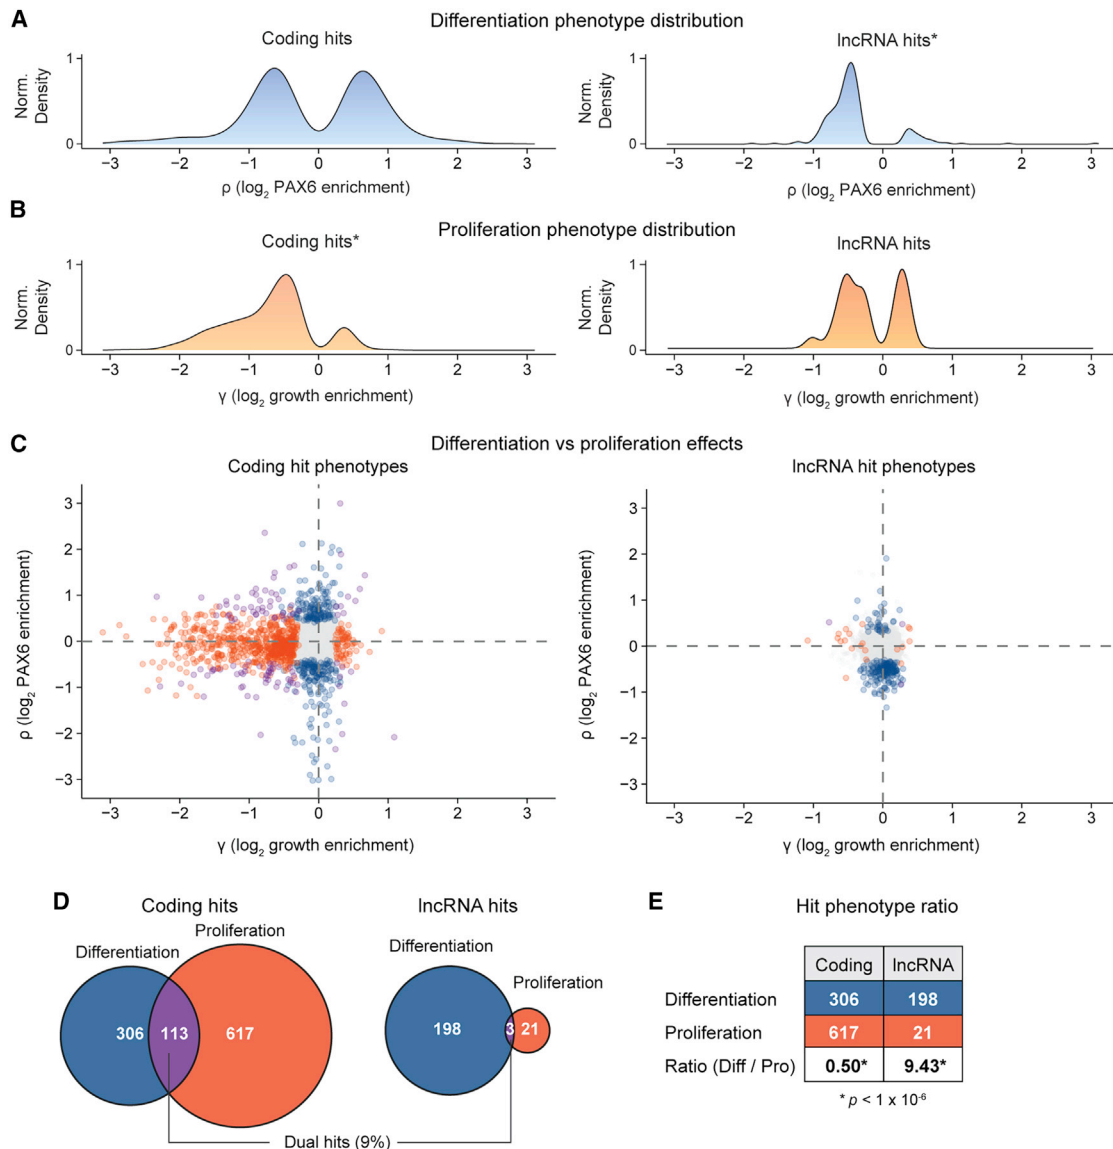 A
Differentiation phenotype distribution
Coding hits
lncRNA hits*
Norm.
Density
1
0
−3 −2 −1 0 1 2 3
ρ (log2 PAX6 enrichment)
Norm.
Density
1
0
−3 −2 −1 0 1 2 3
ρ (log2 PAX6 enrichment)
B
Proliferation phenotype distribution
Coding hits*
lncRNA hits
Norm.
Density
1
0
−3 −2 −1 0 1 2 3
γ (log2 growth enrichment)
Norm.
Density
1
0
−3 −2 −1 0 1 2 3
γ (log2 growth enrichment)
C
Differentiation vs proliferation effects
Coding hit phenotypes
ρ (log2 PAX6 enrichment)
3
2
1
0
−1
−2
−3
−3 −2 −1 0 1 2 3
γ (log2 growth enrichment)
lncRNA hit phenotypes
ρ (log2 PAX6 enrichment)
3
2
1
0
−1
−2
−3
−3 −2 −1 0 1 2 3
γ (log2 growth enrichment)
D
Coding hits
Differentiation
Proliferation
306 113 617
lncRNA hits
Differentiation
Proliferation
198 3 21
Dual hits (9%)
E
Hit phenotype ratio
Coding lncRNA
Differentiation 306 198
Proliferation 617 21
Ratio (Diff / Pro) 0.50* 9.43*
* p < 1 x 10-6